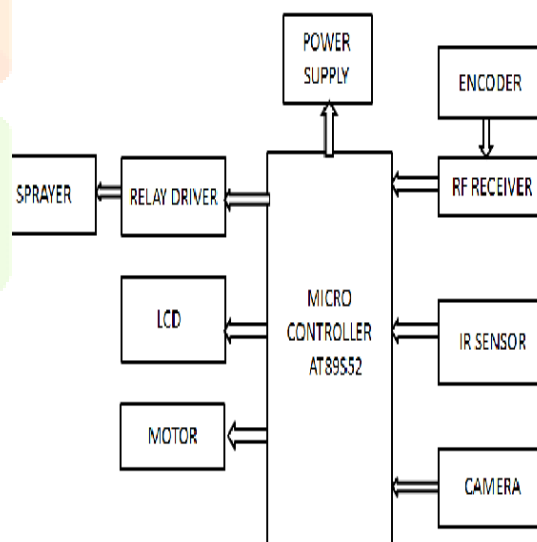 POWER
SUPPLY
ENCODER
SPRAYER
RELAY DRIVER
RF RECEIVER
LCD
MICRO
CONTROLLER
AT89S52
IR SENSOR
MOTOR
CAMERA